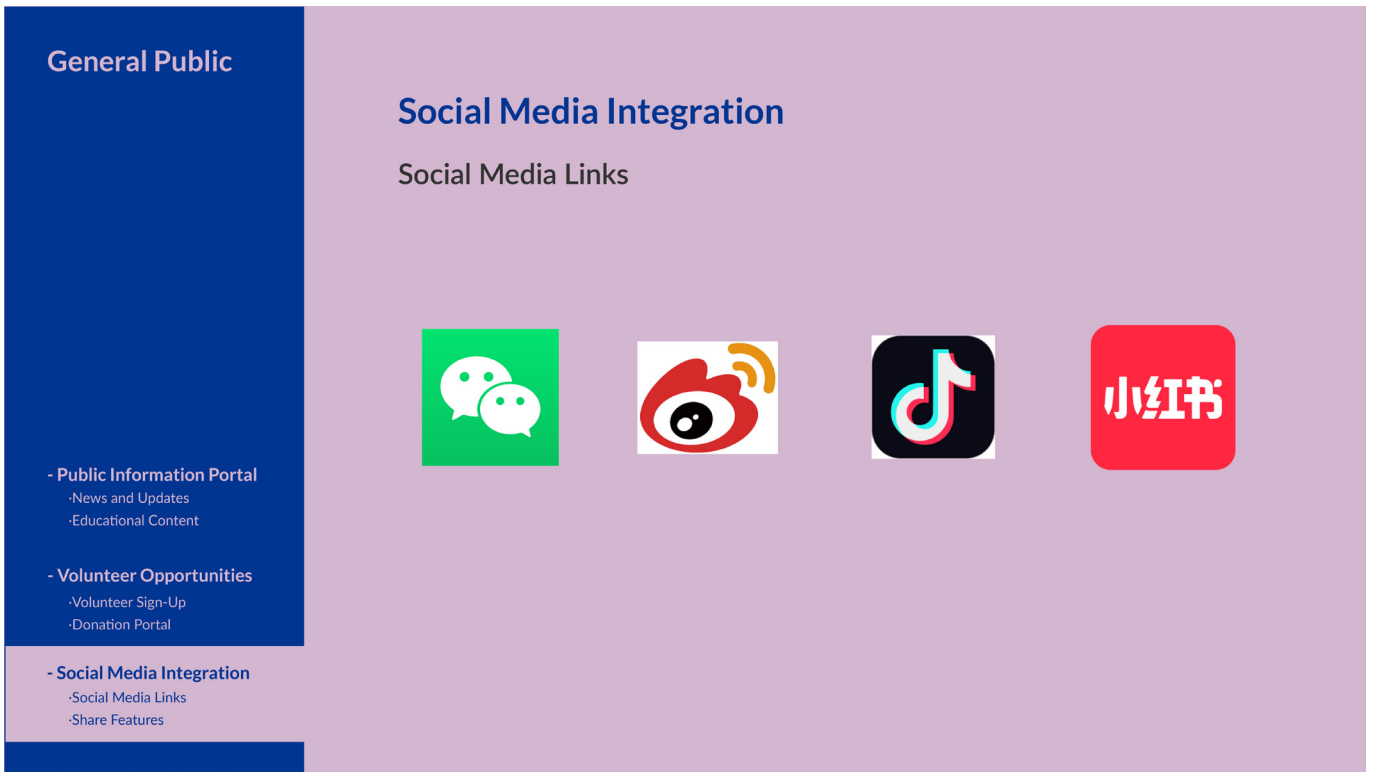 General Public
- Public Information Portal
·News and Updates
·Educational Content
- Volunteer Opportunities
·Volunteer Sign-Up
·Donation Portal
- Social Media Integration
·Social Media Links
·Share Features
Social Media Integration
Social Media Links
小红书